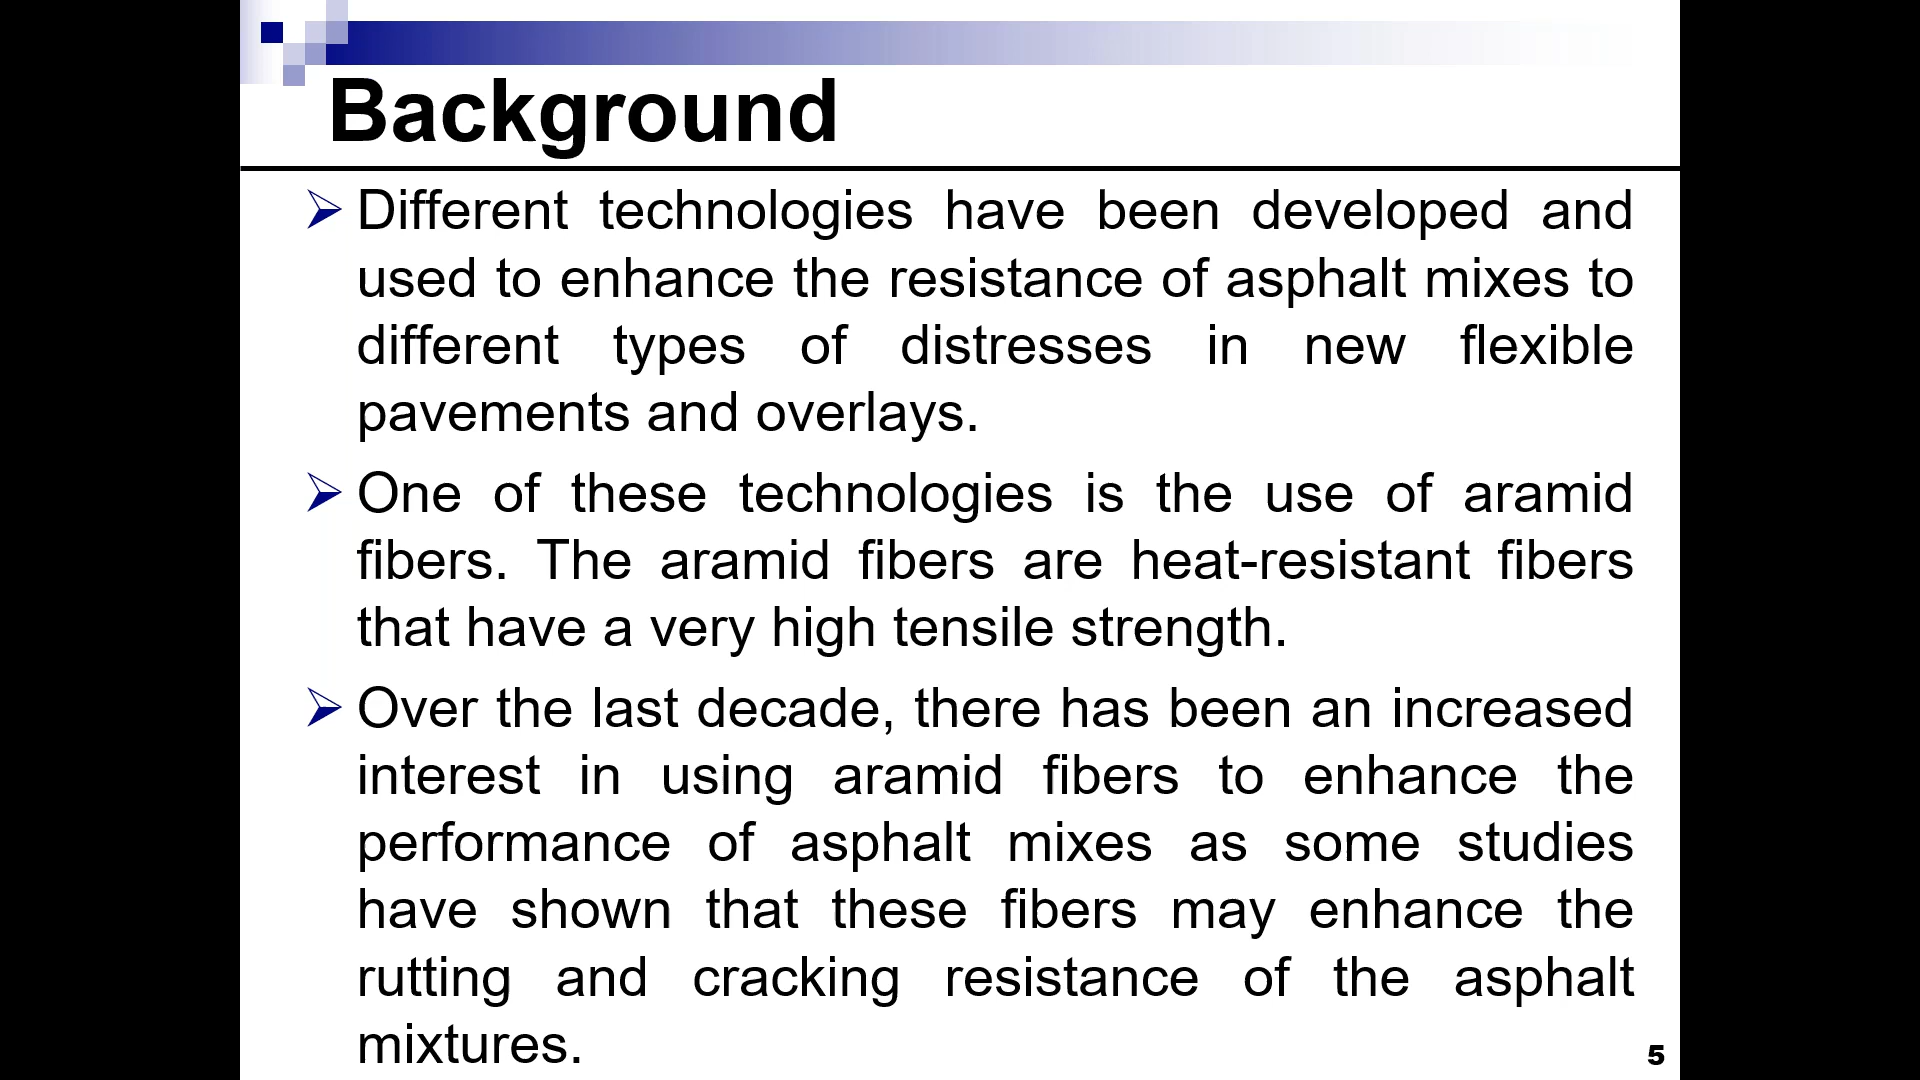 Background
Different technologies have been developed and
used to enhance the resistance of asphalt mixes to
different types of distresses in new flexible
pavements and overlays.
One of these technologies is the use of aramid
fibers. The aramid fibers are heat-resistant fibers
that have a very high tensile strength.
Over the last decade, there has been an increased
interest in using aramid fibers to enhance the
performance of asphalt mixes as some studies
have shown that these fibers may enhance the
rutting and cracking resistance of the asphalt
mixtures.
5